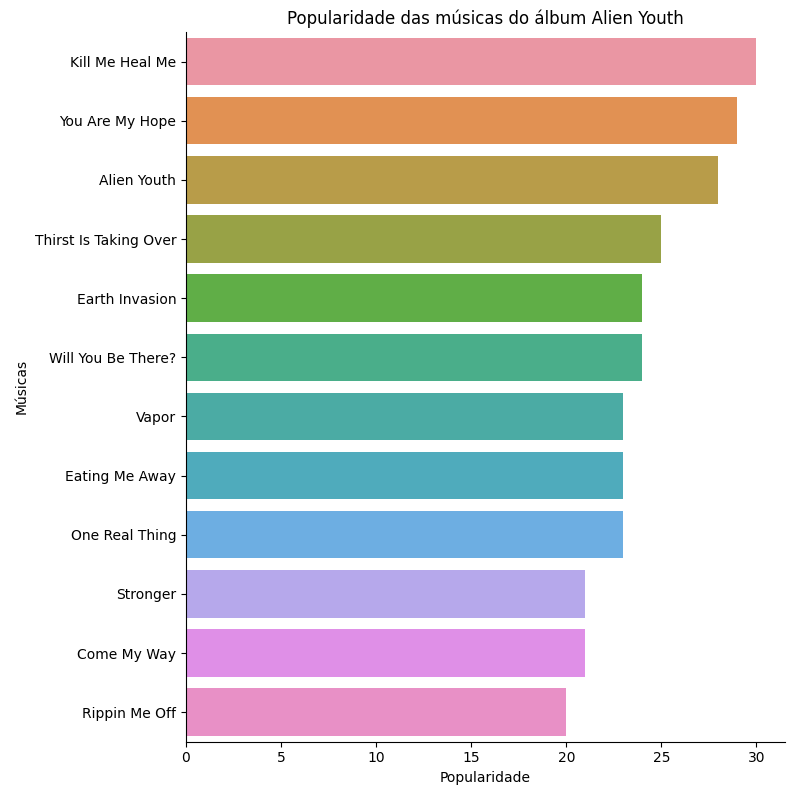 Popularidade das músicas do álbum Alien Youth
Músicas
Kill Me Heal Me
You Are My Hope
Alien Youth
Thirst Is Taking Over
Earth Invasion
Will You Be There?
Vapor
Eating Me Away
One Real Thing
Stronger
Come My Way
Rippin Me Off
0 5 10 15 20 25 30
Popularidade